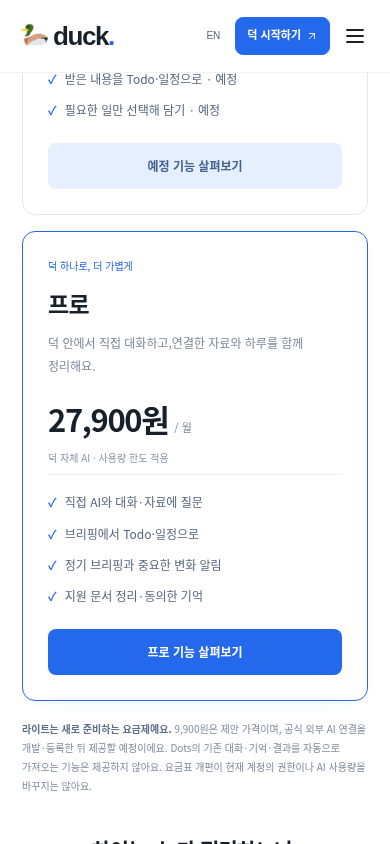 duck.
EN
덕 시작하기
✓ 받은 내용을 Todo·일정으로 · 예정
✓ 필요한 일만 선택해 담기 · 예정
예정 기능 살펴보기
덕 하나로, 더 가볍게
프로
덕 안에서 직접 대화하고,연결한 자료와 하루를 함께
정리해요.
27,900원 / 월
덕 자체 AI · 사용량 한도 적용
✓ 직접 AI와 대화·자료에 질문
✓ 브리핑에서 Todo·일정으로
✓ 정기 브리핑과 중요한 변화 알림
✓ 지원 문서 정리·동의한 기억
프로 기능 살펴보기
라이트는 새로 준비하는 요금제예요. 9,900원은 제안 가격이며, 공식 외부 AI 연결을
개발·등록한 뒤 제공할 예정이에요. Dots의 기존 대화·기억·결과를 자동으로
가져오는 기능은 제공하지 않아요. 요금표 개편이 현재 계정의 권한이나 AI 사용량을
바꾸지는 않아요.